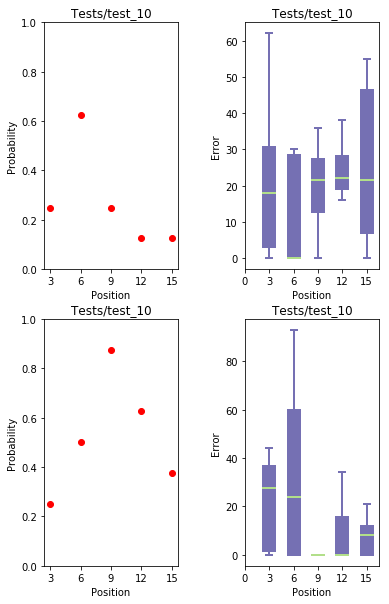 Tests/test_10
Probability
1.0
0.8
0.6
0.4
0.2
0.0
3 6 9 12 15
Position
Tests/test_10
Error
60
50
40
30
20
10
0
0 3 6 9 12 15
Position
Tests/test_10
Probability
1.0
0.8
0.6
0.4
0.2
0.0
3 6 9 12 15
Position
Tests/test_10
Error
80
60
40
20
0
0 3 6 9 12 15
Position